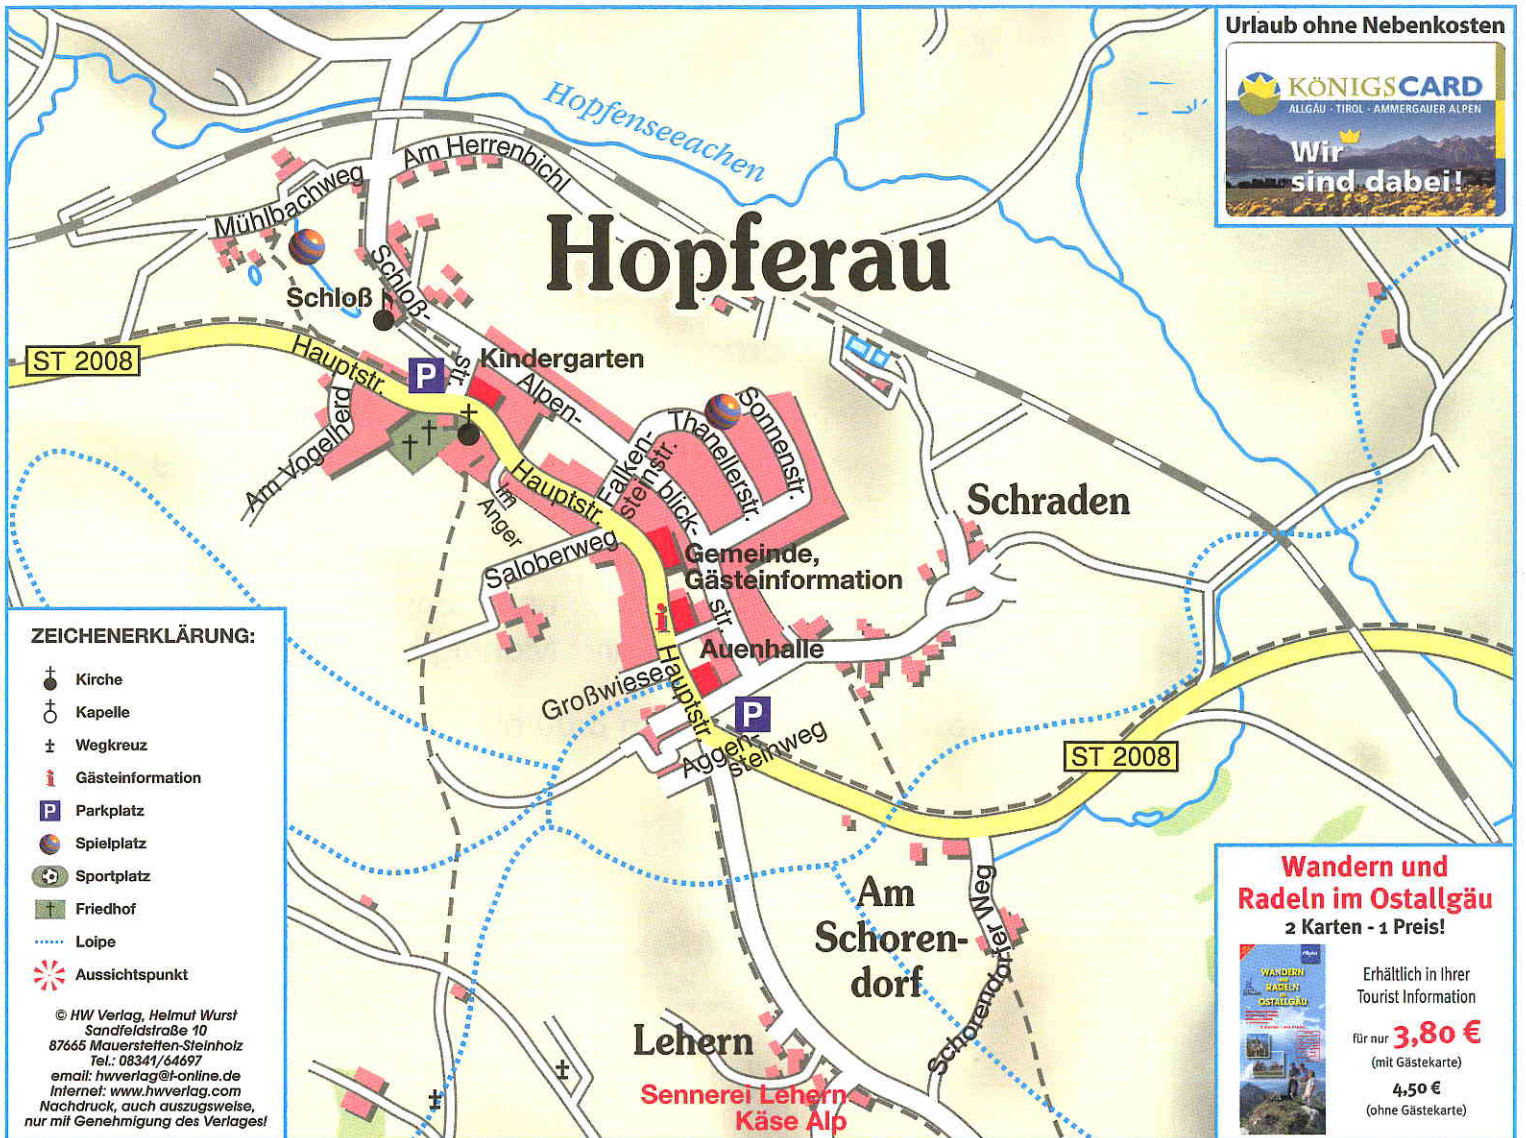 Urlaub ohne Nebenkosten
KÖNIGSCARD
ALLGÄU · TIROL · AMMERGAUER ALPEN
Wir
sind dabei!
Hopfenseeachen
Am Herrenbichl
Mühlbachweg
Hopferau
Schloß
Schloß-
str.
ST 2008
Hauptstr.
P
Kindergarten
Alpen-
blick-
str.
Am Vogelherd
Falken-
steinstr.
Thanellerstr.
Sonnenstr.
Hauptstr.
Im
Anger
Saloberweg
Schraden
Gemeinde,
Gästeinformation
i
Auenhalle
Großwiese
Hauptstr.
P
Aggen-
steinweg
ST 2008
Am
Schoren-
dorf
Schorendorfer Weg
Lehern
Sennerei Lehern
Käse Alp
ZEICHENERKLÄRUNG:
Kirche
Kapelle
Wegkreuz
i Gästeinformation
P Parkplatz
Spielplatz
Sportplatz
Friedhof
Loipe
Aussichtspunkt
© HW Verlag, Helmut Wurst
Sandfeldstraße 10
87665 Mauerstetten-Steinholz
Tel.: 08341/64697
email: hwverlag@t-online.de
Internet: www.hwverlag.com
Nachdruck, auch auszugsweise,
nur mit Genehmigung des Verlages!
Wandern und
Radeln im Ostallgäu
2 Karten - 1 Preis!
WANDERN
und
RADELN
im
OSTALLGÄU
Erhältlich in Ihrer
Tourist Information
für nur 3,80 €
(mit Gästekarte)
4,50 €
(ohne Gästekarte)